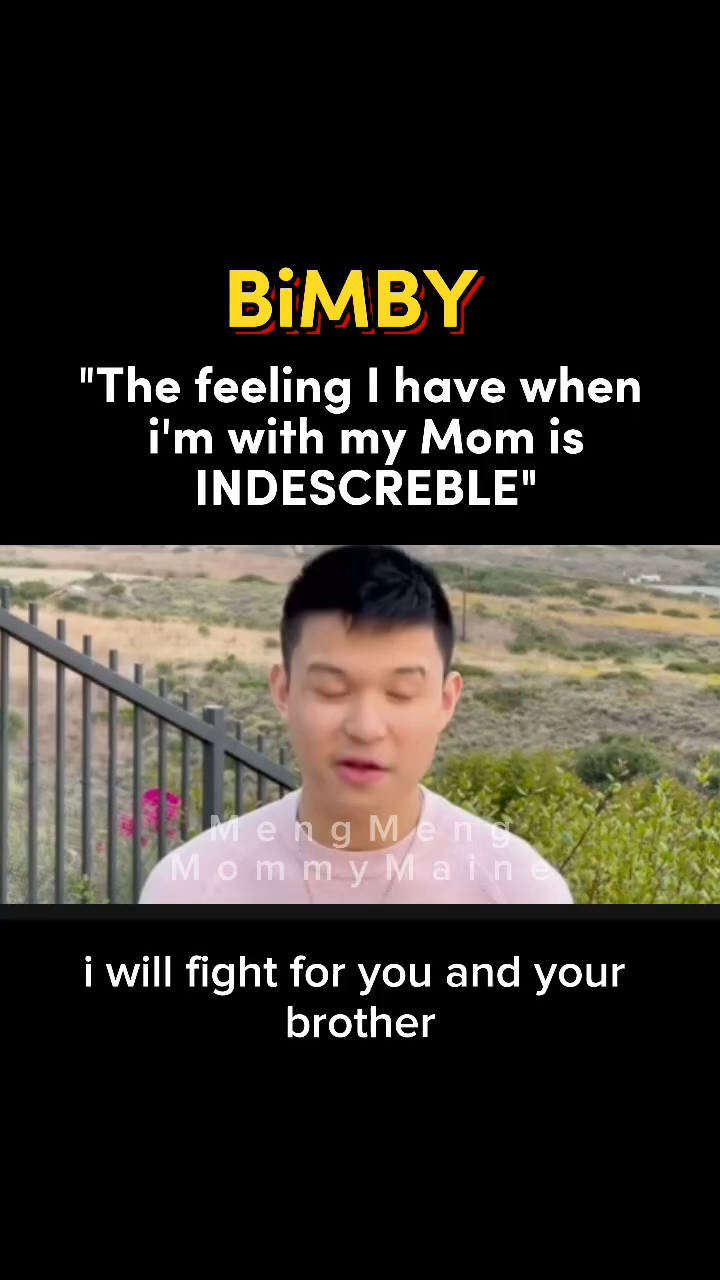 BiMBY
"The feeling I have when
i'm with my Mom is
INDESCREBLE"
MengMeng
MommyMaine
i will fight for you and your
brother